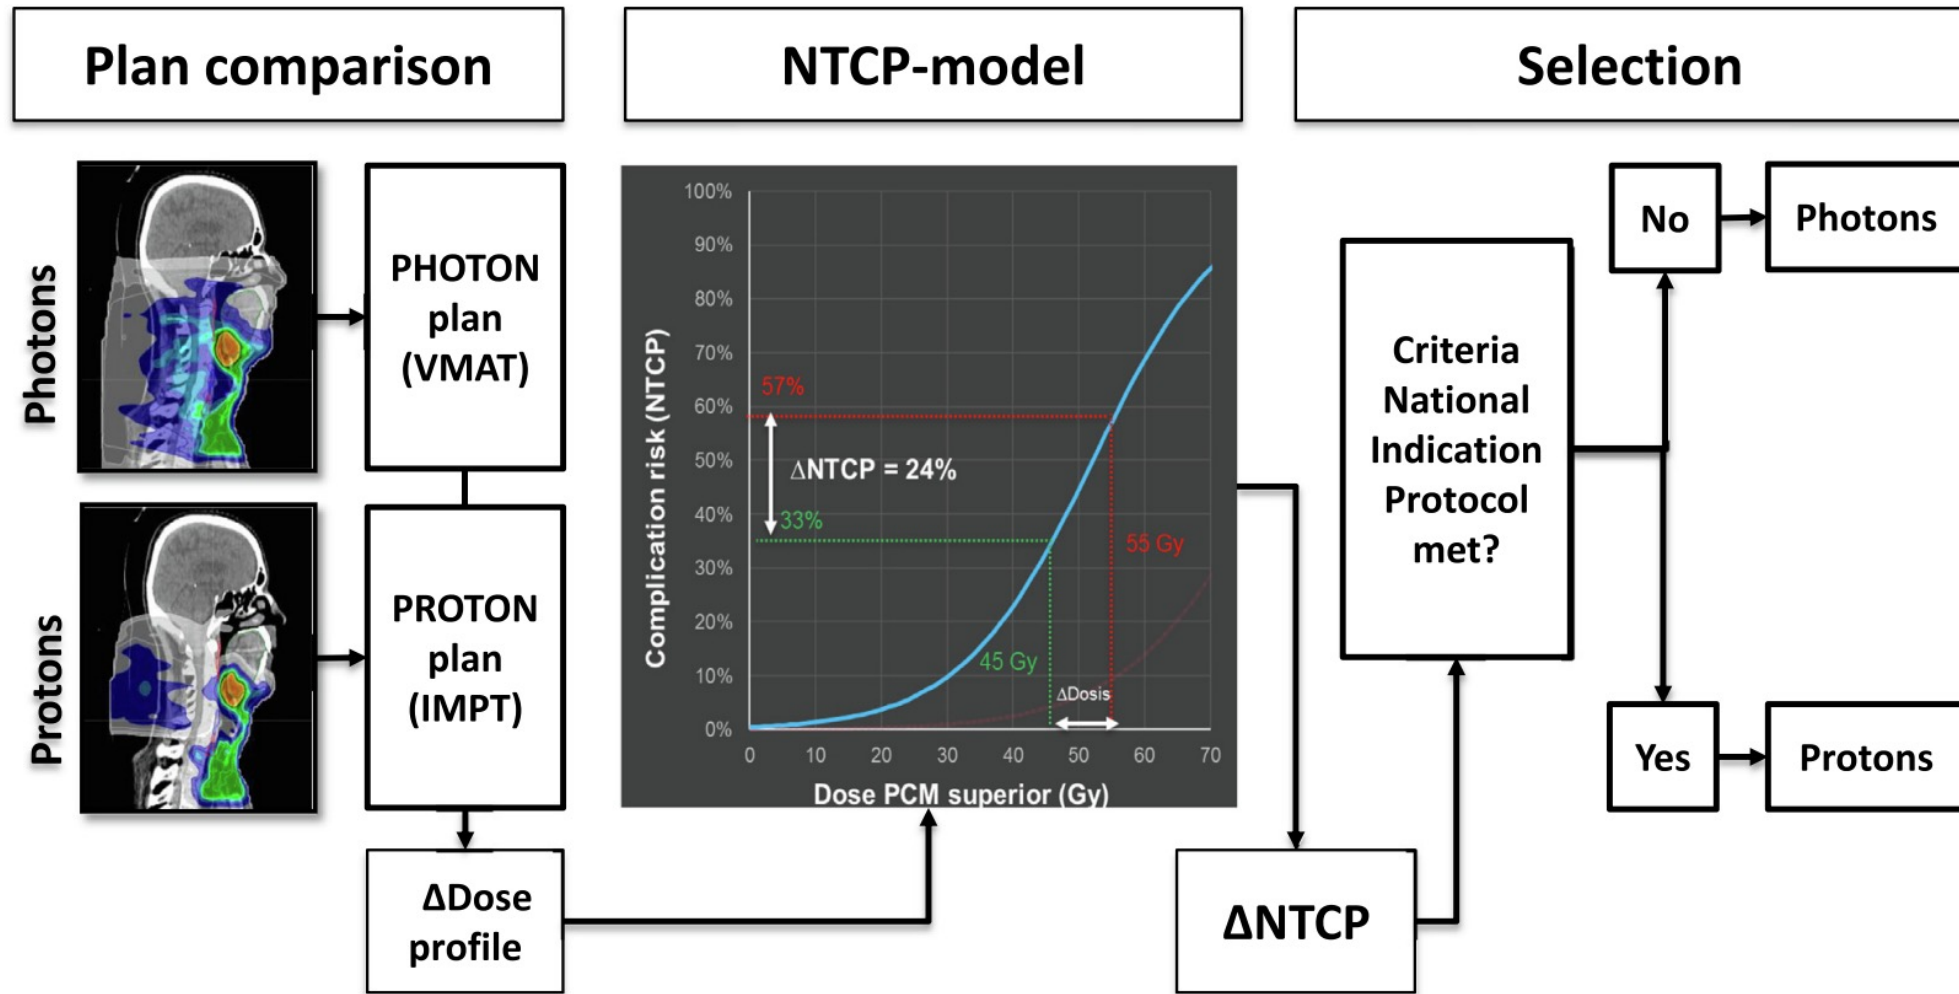 Plan comparison
NTCP-model
Selection
Photons
PHOTON
plan
(VMAT)
Protons
PROTON
plan
(IMPT)
ΔDose
profile
Complication risk (NTCP)
100%
90%
80%
70%
60%
50%
40%
30%
20%
10%
0%
57%
ΔNTCP = 24%
33%
55 Gy
45 Gy
ΔDosis
0 10 20 30 40 50 60 70
Dose PCM superior (Gy)
ΔNTCP
Criteria
National
Indication
Protocol
met?
No
Photons
Yes
Protons